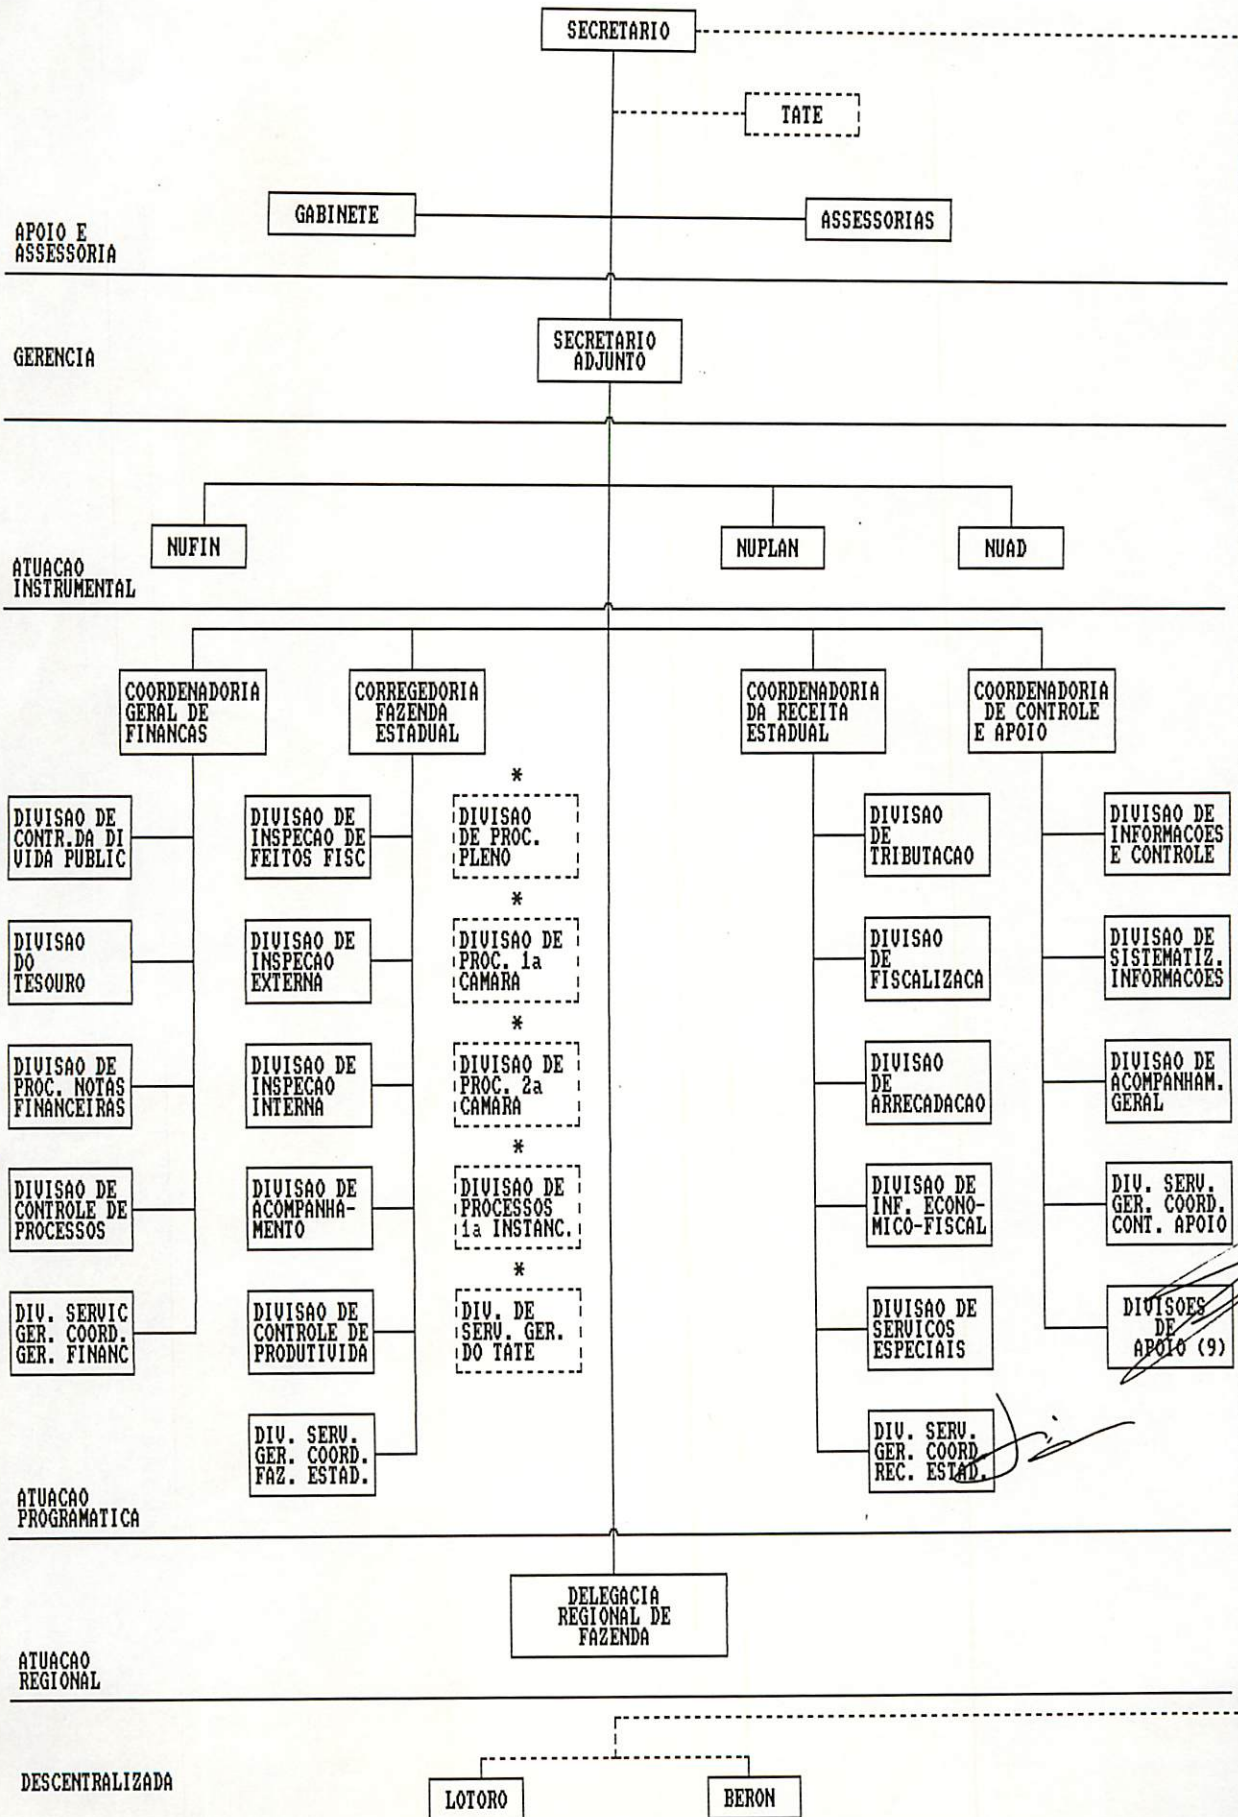 SECRETARIO
TATE
GABINETE
ASSESSORIAS
APOIO E
ASSESSORIA
SECRETARIO
ADJUNTO
GERENCIA
NUFIN
NUPLAN
NUAD
ATUACAO
INSTRUMENTAL
COORDENADORIA
GERAL DE
FINANCAS
CORREGEDORIA
FAZENDA
ESTADUAL
COORDENADORIA
DA RECEITA
ESTADUAL
COORDENADORIA
DE CONTROLE
E APOIO
DIVISAO DE
CONTR.DA DI
VIDA PUBLIC
DIVISAO DE
INSPECAO DE
FEITOS FISC
*
DIVISAO
DE PROC.
PLENO
DIVISAO
DE
TRIBUTACAO
DIVISAO DE
INFORMACOES
E CONTROLE
DIVISAO
DO
TESOURO
DIVISAO DE
INSPECAO
EXTERNA
*
DIVISAO DE
PROC. 1a
CAMARA
DIVISAO
DE
FISCALIZACA
DIVISAO DE
SISTEMATIZ.
INFORMACOES
DIVISAO DE
PROC. NOTAS
FINANCEIRAS
DIVISAO DE
INSPECAO
INTERNA
*
DIVISAO DE
PROC. 2a
CAMARA
DIVISAO
DE
ARRECADACAO
DIVISAO DE
ACOMPANHAM.
GERAL
DIVISAO DE
CONTROLE DE
PROCESSOS
DIVISAO DE
ACOMPANHA-
MENTO
*
DIVISAO DE
PROCESSOS
1a INSTANC.
DIVISAO DE
INF. ECONO-
MICO-FISCAL
DIV. SERV.
GER. COORD.
CONT. APOIO
DIV. SERVIC
GER. COORD.
GER. FINANC
DIVISAO DE
CONTROLE DE
PRODUTIVIDA
*
DIV. DE
SERV. GER.
DO TATE
DIVISAO DE
SERVICOS
ESPECIAIS
DIVISOES
DE
APOIO (9)
DIV. SERV.
GER. COORD.
FAZ. ESTAD.
DIV. SERV.
GER. COORD.
REC. ESTAD.
ATUACAO
PROGRAMATICA
DELEGACIA
REGIONAL DE
FAZENDA
ATUACAO
REGIONAL
DESCENTRALIZADA
LOTORO
BERON